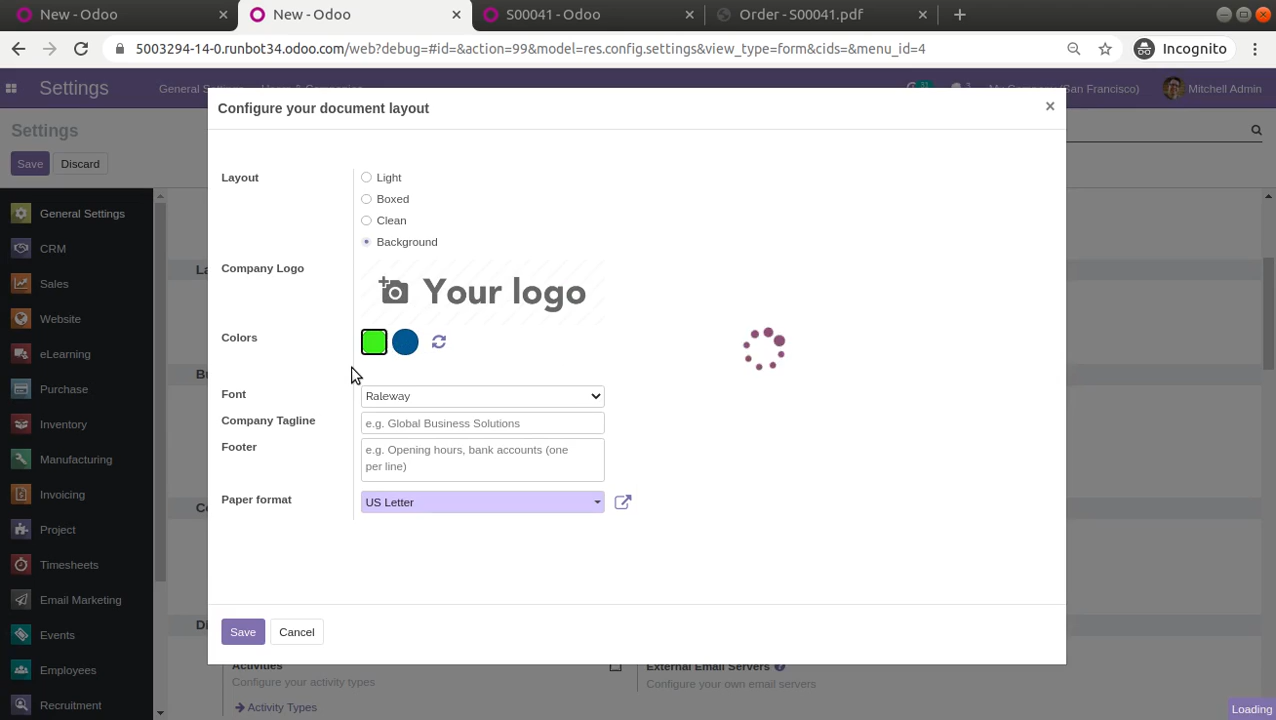 New - Odoo
New - Odoo
S00041 - Odoo
Order - S00041.pdf
5003294-14-0.runbot34.odoo.com/web?debug=#id=&action=99&model=res.config.settings&view_type=form&cids=&menu_id=4
Incognito
Settings
Mitchell Admin
Configure your document layout
Settings
Save
Discard
Layout
Light
Boxed
Clean
Background
Company Logo
Your logo
Colors
Font
Raleway
Company Tagline
e.g. Global Business Solutions
Footer
e.g. Opening hours, bank accounts (one
per line)
Paper format
US Letter
Save
Cancel
General Settings
CRM
Sales
Website
eLearning
Purchase
Inventory
Manufacturing
Invoicing
Project
Timesheets
Email Marketing
Events
Employees
Recruitment
Activities
Configure your activity types
Activity Types
External Email Servers
Configure your own email servers
Loading